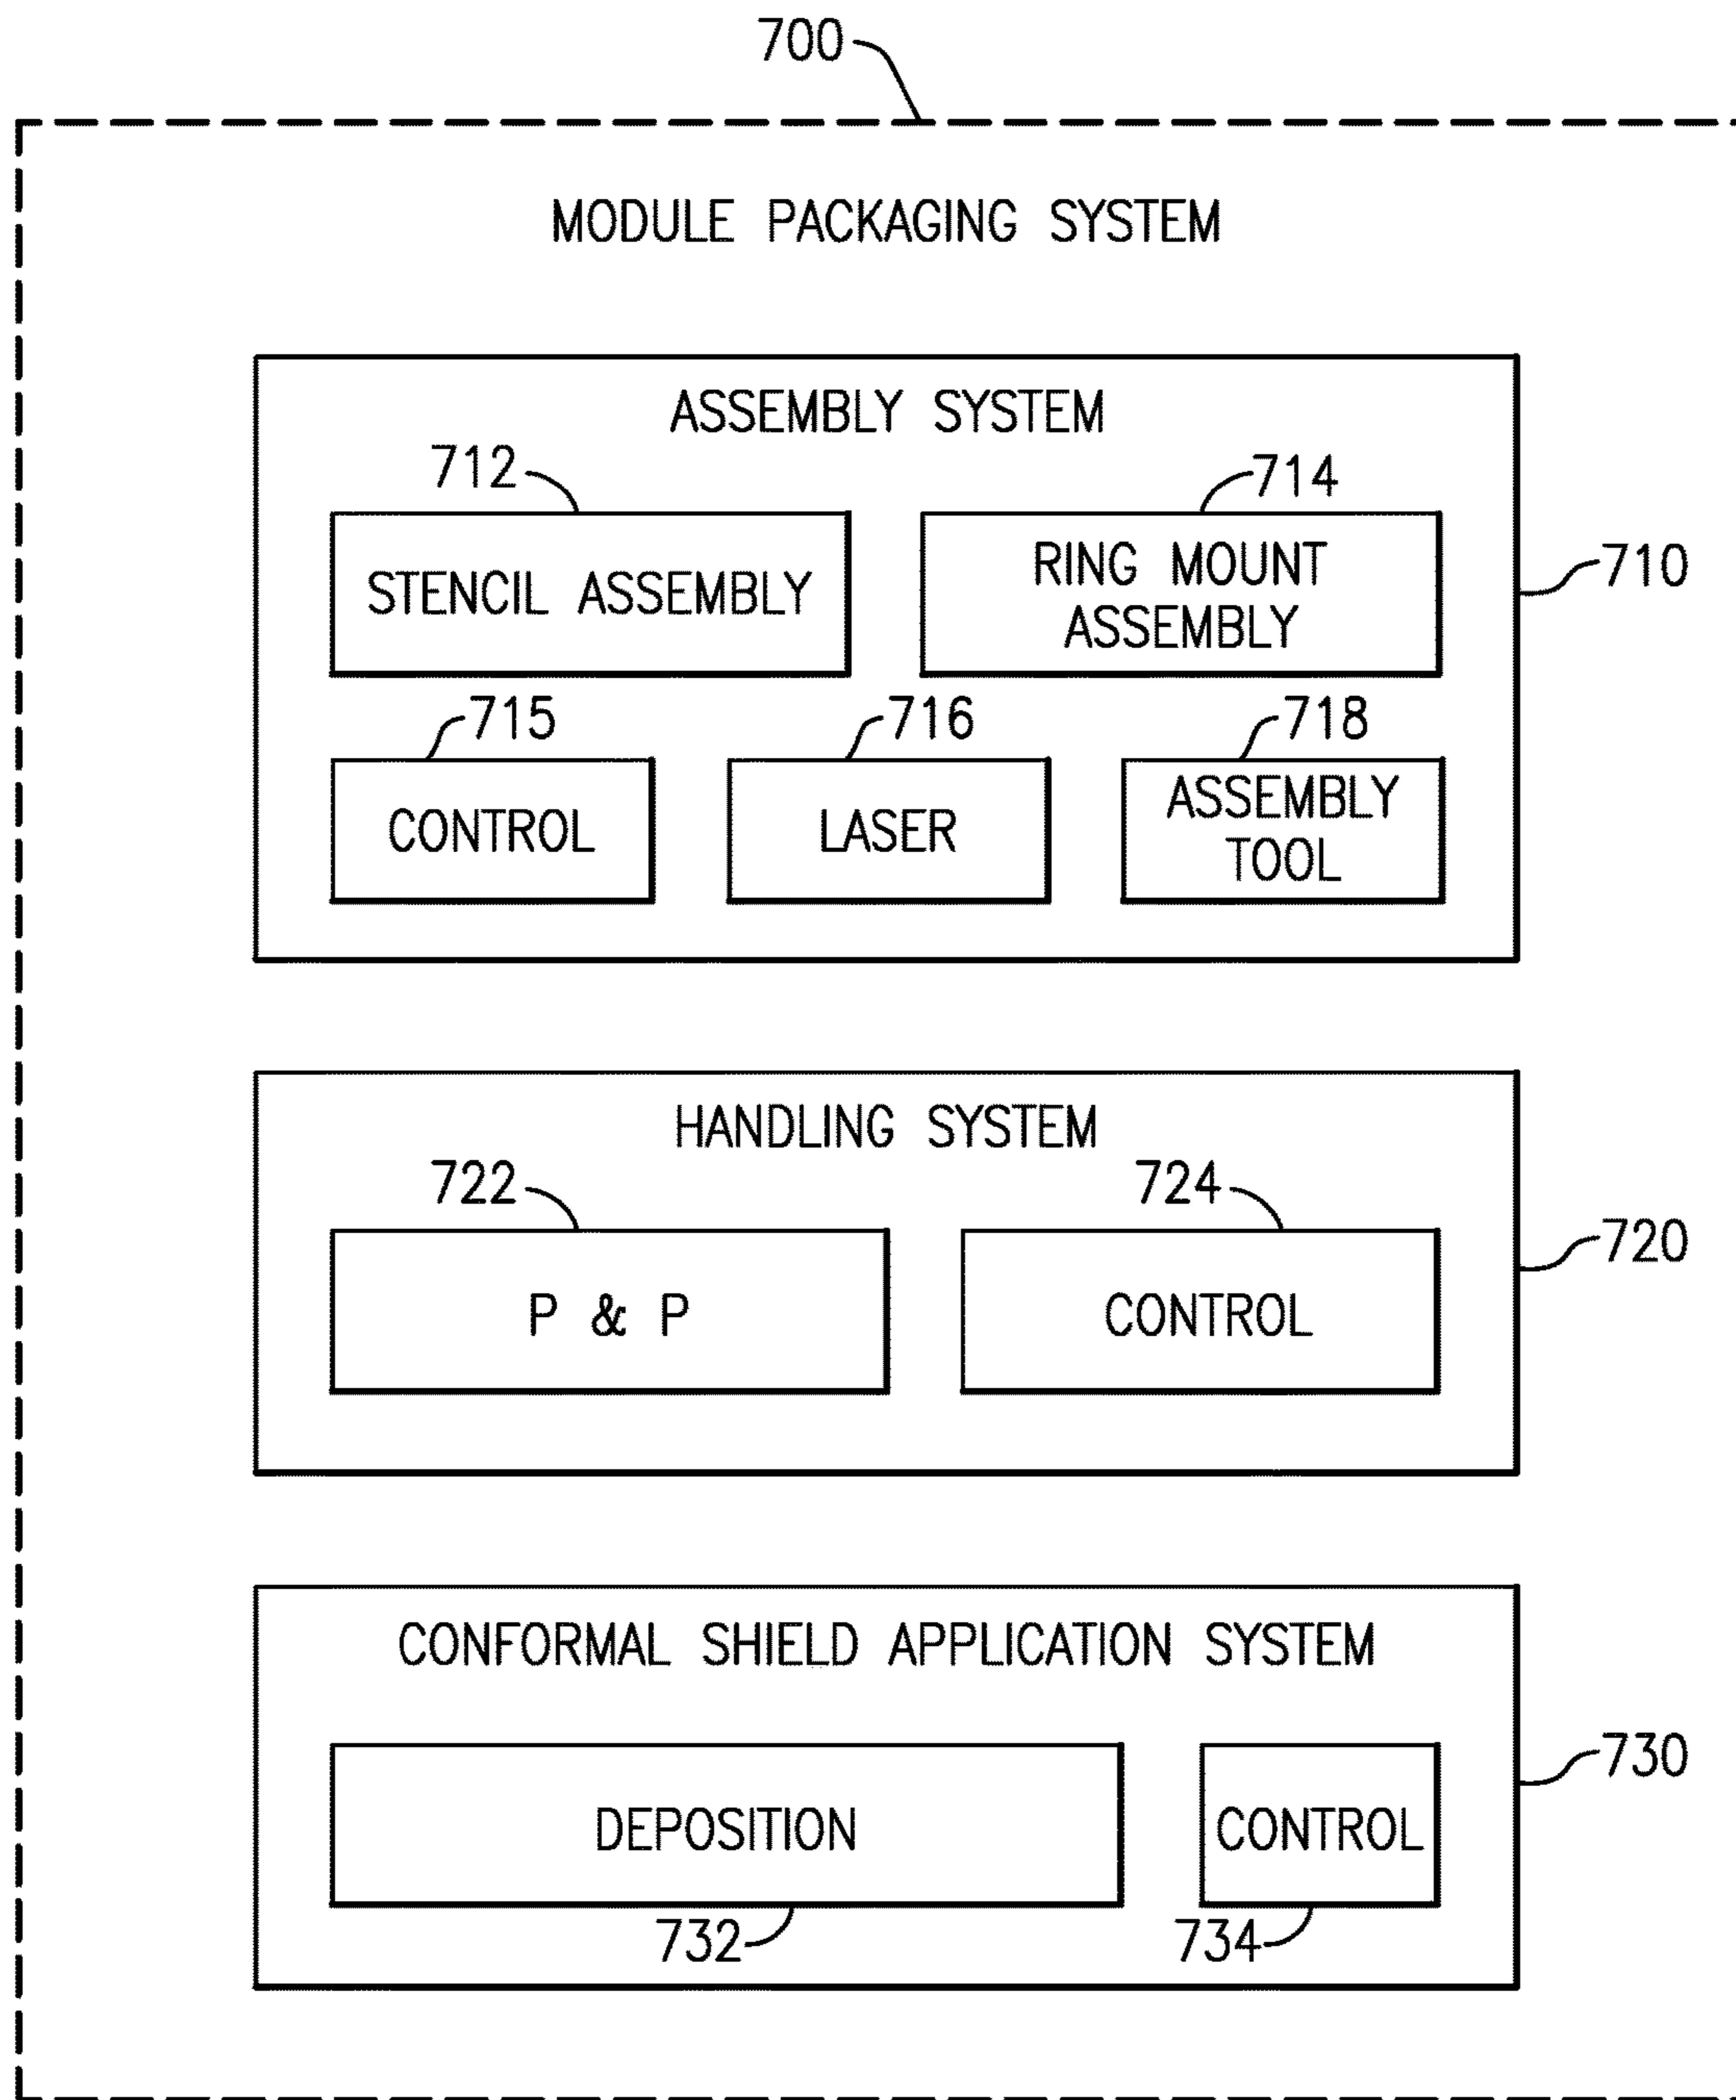 700
MODULE PACKAGING SYSTEM
ASSEMBLY SYSTEM
712
714
STENCIL ASSEMBLY
RING MOUNT
ASSEMBLY
710
715
716
718
CONTROL
LASER
ASSEMBLY
TOOL
HANDLING SYSTEM
722
724
720
P & P
CONTROL
CONFORMAL SHIELD APPLICATION SYSTEM
730
DEPOSITION
CONTROL
732
734